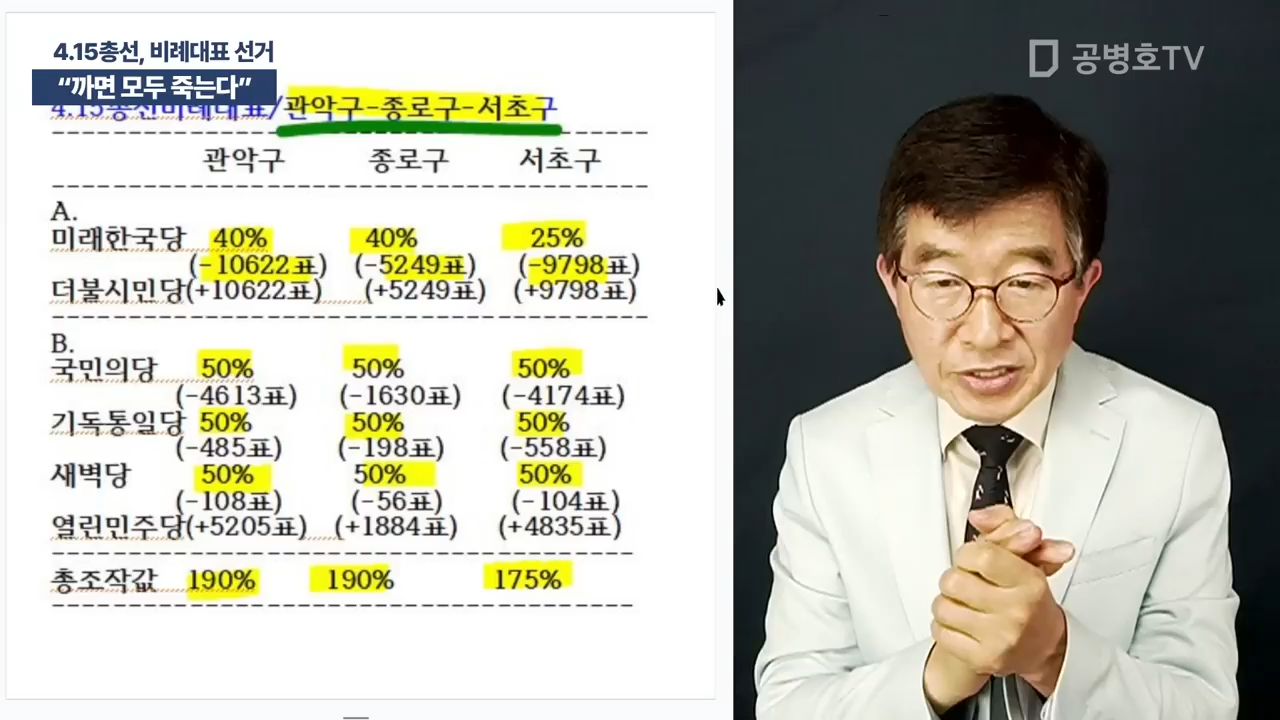 4.15총선, 비례대표 선거
“까면 모두 죽는다”
공병호TV
4.15총선비례대표/관악구-종로구-서초구
관악구 종로구 서초구
A.
미래한국당 40% 40% 25%
(-10622표) (-5249표) (-9798표)
더불시민당(+10622표) (+5249표) (+9798표)
B.
국민의당 50% 50% 50%
(-4613표) (-1630표) (-4174표)
기독통일당 50% 50% 50%
(-485표) (-198표) (-558표)
새벽당 50% 50% 50%
(-108표) (-56표) (-104표)
열린민주당(+5205표) (+1884표) (+4835표)
총조작값 190% 190% 175%